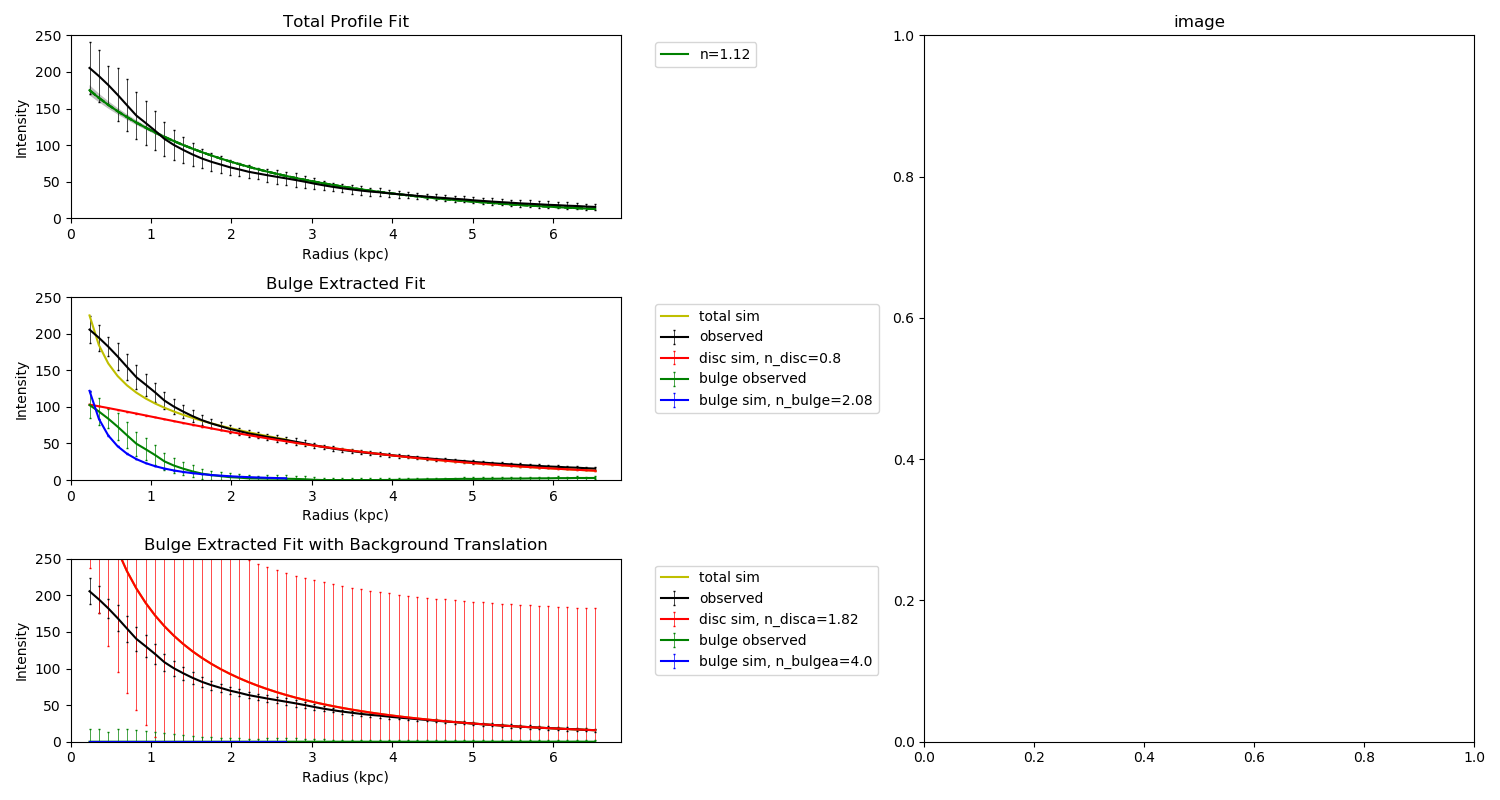 Total Profile Fit
250
200
150
100
50
0
Intensity
0 1 2 3 4 5 6
Radius (kpc)
n=1.12
Bulge Extracted Fit
250
200
150
100
50
0
Intensity
0 1 2 3 4 5 6
Radius (kpc)
total sim
observed
disc sim, n_disc=0.8
bulge observed
bulge sim, n_bulge=2.08
Bulge Extracted Fit with Background Translation
250
200
150
100
50
0
Intensity
0 1 2 3 4 5 6
Radius (kpc)
total sim
observed
disc sim, n_disca=1.82
bulge observed
bulge sim, n_bulgea=4.0
image
1.0
0.8
0.6
0.4
0.2
0.0
0.0 0.2 0.4 0.6 0.8 1.0